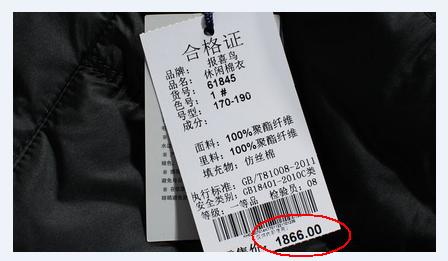 合格证
品牌: 报喜鸟
品名: 休闲棉衣
货号: 61845
色号: 1 #
号型: 170-190
成分:
面料: 100%聚酯纤维
里料: 100%聚酯纤维
填充物: 仿丝棉
执行标准: GB/T81008-2011
安全类别: GB18401-2010C类
等级: 一等品 检验员: 08
售价: 1866.00